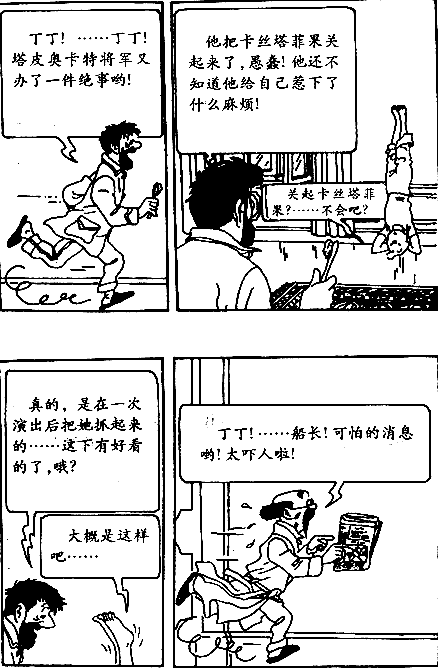 丁丁！……丁丁！
塔皮奥卡特将军又
办了一件绝事哟！
他把卡丝塔菲果关
起来了，愚蠢！他还不
知道他给自己惹下了
什么麻烦！
关起卡丝塔菲
果？……不会吧？
真的，是在一次
演出后把她抓起来
的……这下有好看
的了，哦？
大概是这样
吧……
丁丁！……船长！可怕的消息
哟！太吓人啦！